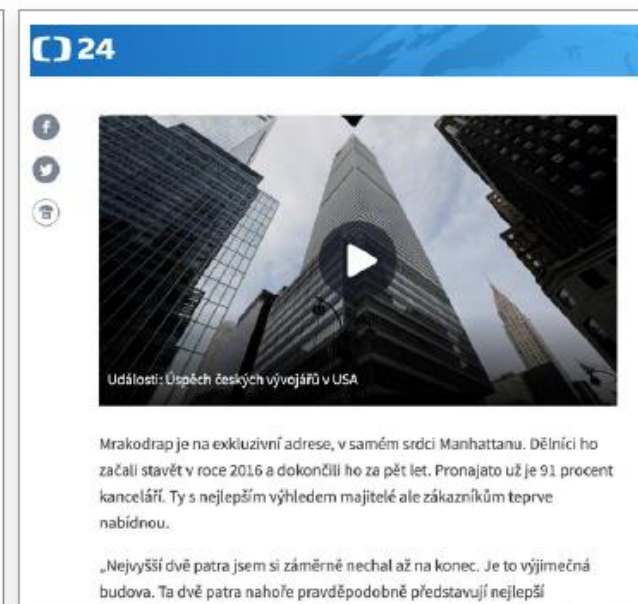 24
Události: Úspěch českých vývojářů v USA
Mrakodrap je na exkluzivní adrese, v samém srdci Manhattanu. Dělníci ho
začali stavět v roce 2016 a dokončili ho za pět let. Pronajato už je 91 procent
kanceláří. Ty s nejlepším výhledem majitelé ale zákazníkům teprve
nabídnou.
„Nejvyšší dvě patra jsem si záměrně nechal až na konec. Je to výjimečná
budova. Ta dvě patra nahoře pravděpodobně představují nejlepší